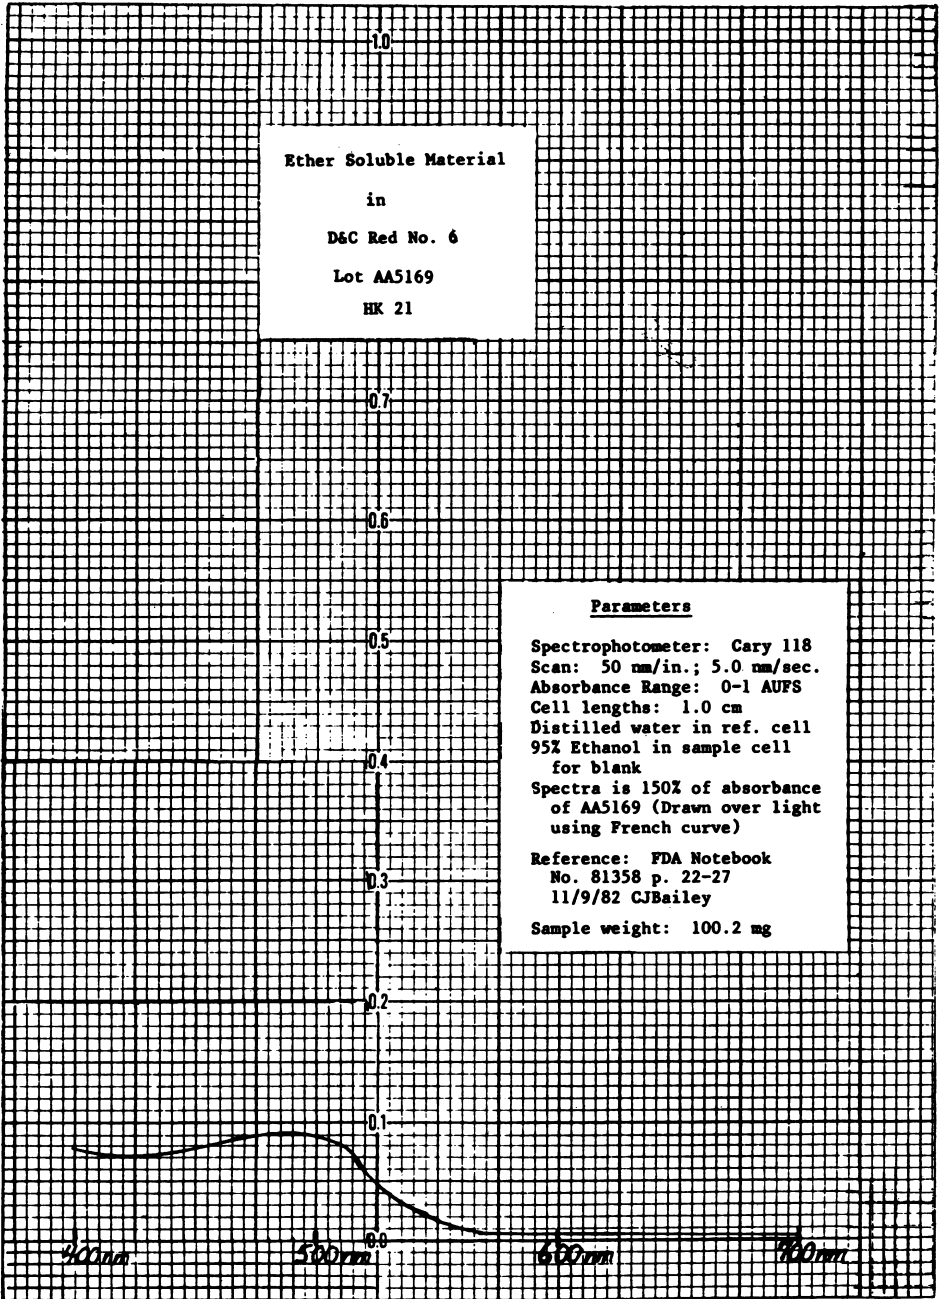 1.0
Ether Soluble Material
in
D&C Red No. 6
Lot AA5169
HK 21
0.7
0.6
0.5
0.4
0.3
0.2
0.1
0.0
Parameters
Spectrophotometer: Cary 118
Scan: 50 nm/in.; 5.0 nm/sec.
Absorbance Range: 0-1 AUFS
Cell lengths: 1.0 cm
Distilled water in ref. cell
95% Ethanol in sample cell
for blank
Spectra is 150% of absorbance
of AA5169 (Drawn over light
using French curve)
Reference: FDA Notebook
No. 81358 p. 22-27
11/9/82 CJBailey
Sample weight: 100.2 mg
400nm 500nm 600nm 700nm